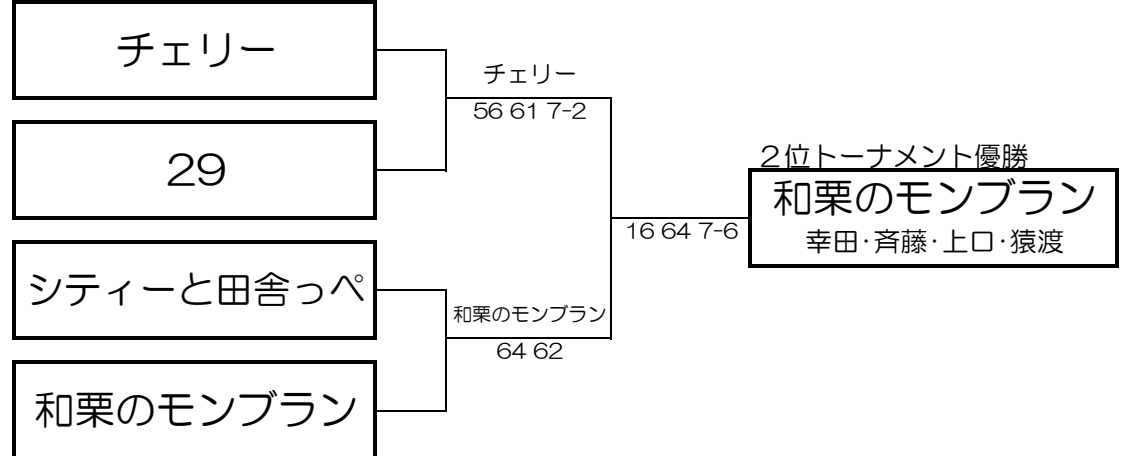 チェリー
チェリー
56 61 7-2
29
2位トーナメント優勝
和栗のモンブラン
16 64 7-6
幸田・斉藤・上口・猿渡
シティーと田舎っぺ
和栗のモンブラン
64 62
和栗のモンブラン